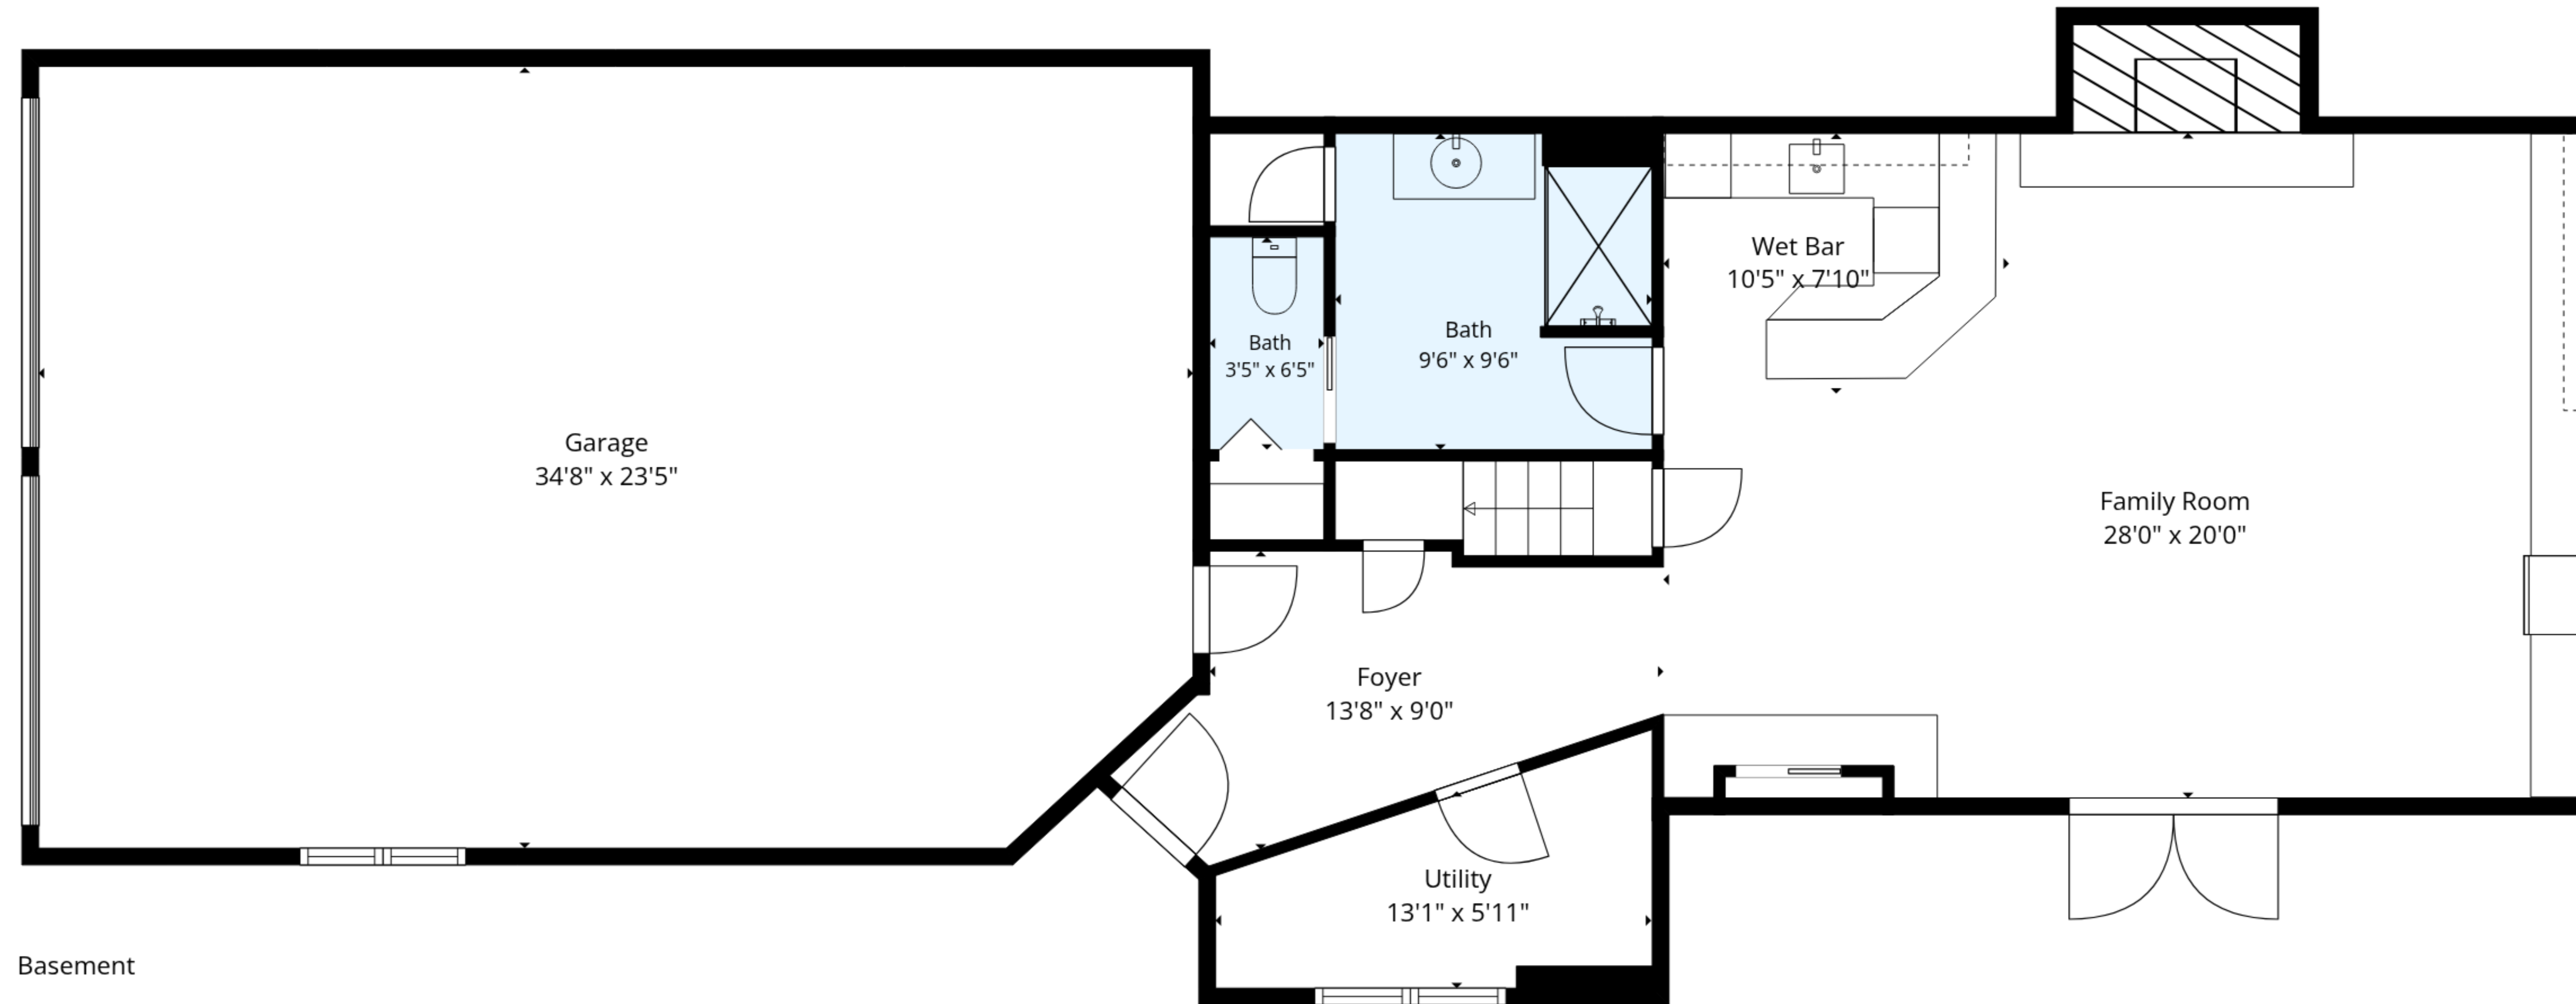 Wet Bar
10'5" x 7'10"
Bath
9'6" x 9'6"
Bath
3'5" x 6'5"
Garage
34'8" x 23'5"
Family Room
28'0" x 20'0"
Foyer
13'8" x 9'0"
Utility
13'1" x 5'11"
Basement